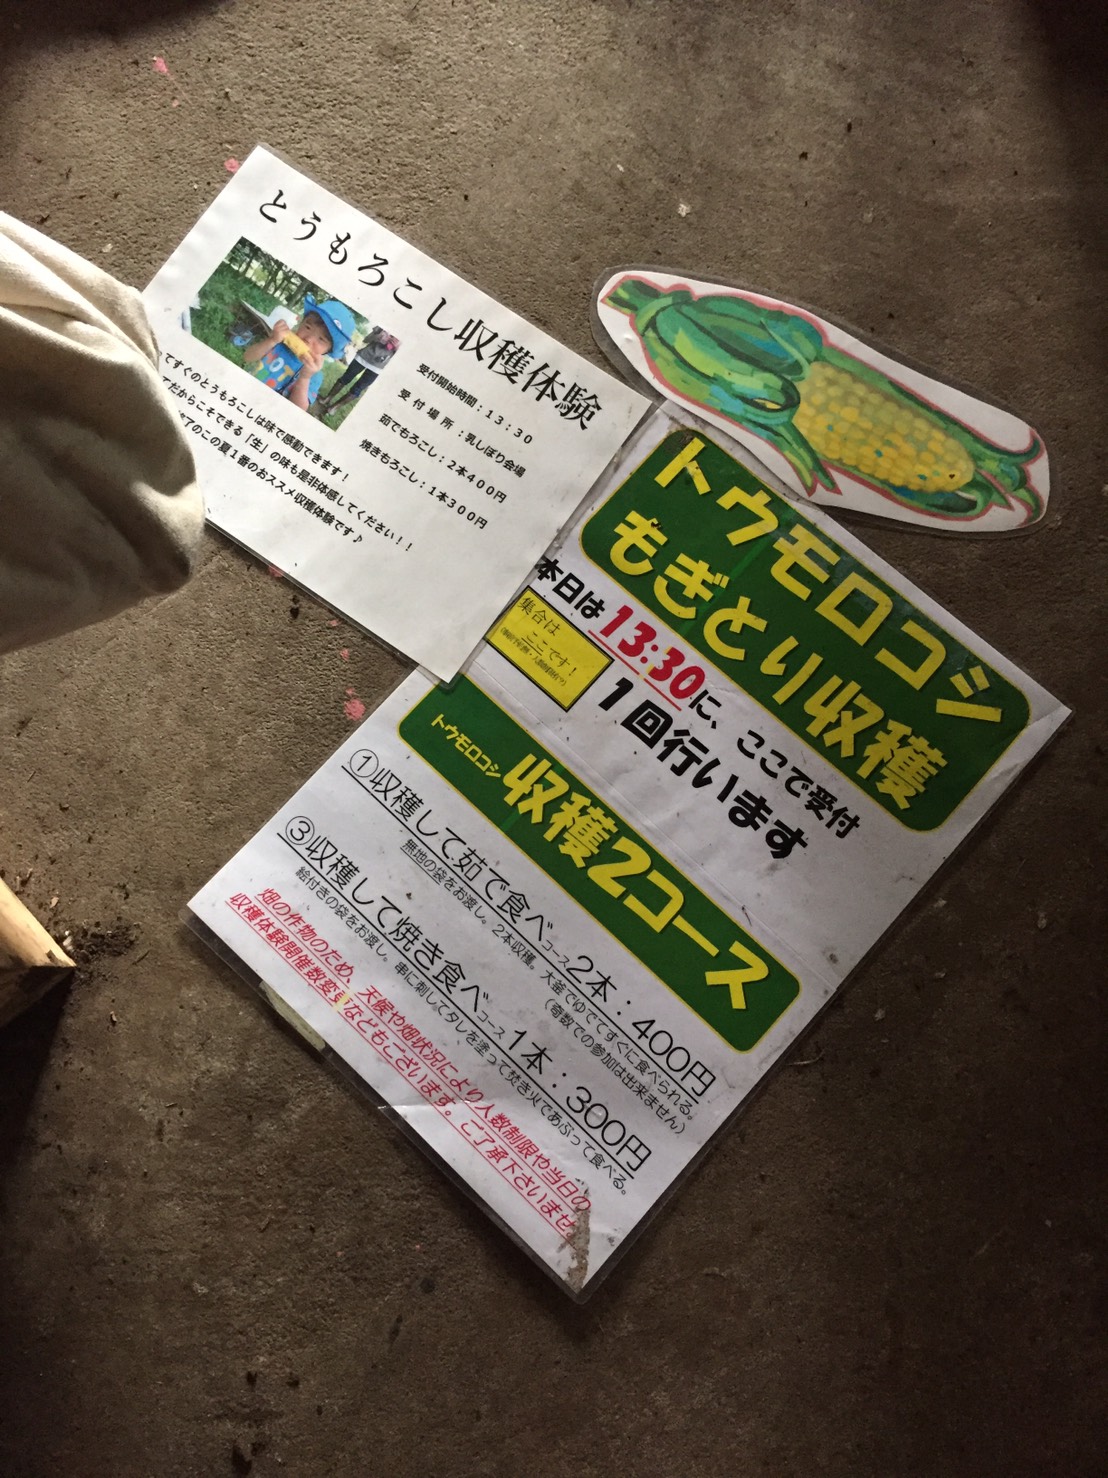 とうもろこし収穫体験
受付開始時間：13：30
受付場所：乳しぼり会場
茹でもろこし：2本400円
焼きもろこし：1本300円
てすぐのとうもろこしは味で感動できます！
てだからこそできる「生」の味も是非体感してください！！
のこの夏1番のおススメ収穫体験です♪
トウモロコシ
もぎとり収穫
本日は13:30に、ここで受付
1回行います
集合は
ここです！
トウモロコシ 収穫2コース
①収穫して茹で食べコース2本：400円
無地の袋をお渡し。2本収穫。大釜でゆでてすぐに食べられる。
（奇数での参加は出来ません）
③収穫して焼き食べコース1本：300円
絵付きの袋をお渡し。串に刺してタレを塗って焚き火であぶって食べる。
畑の作物のため、天候や畑状況により人数制限や当日の
収穫体験開催数変更などもございます。ご了承下さいませ。